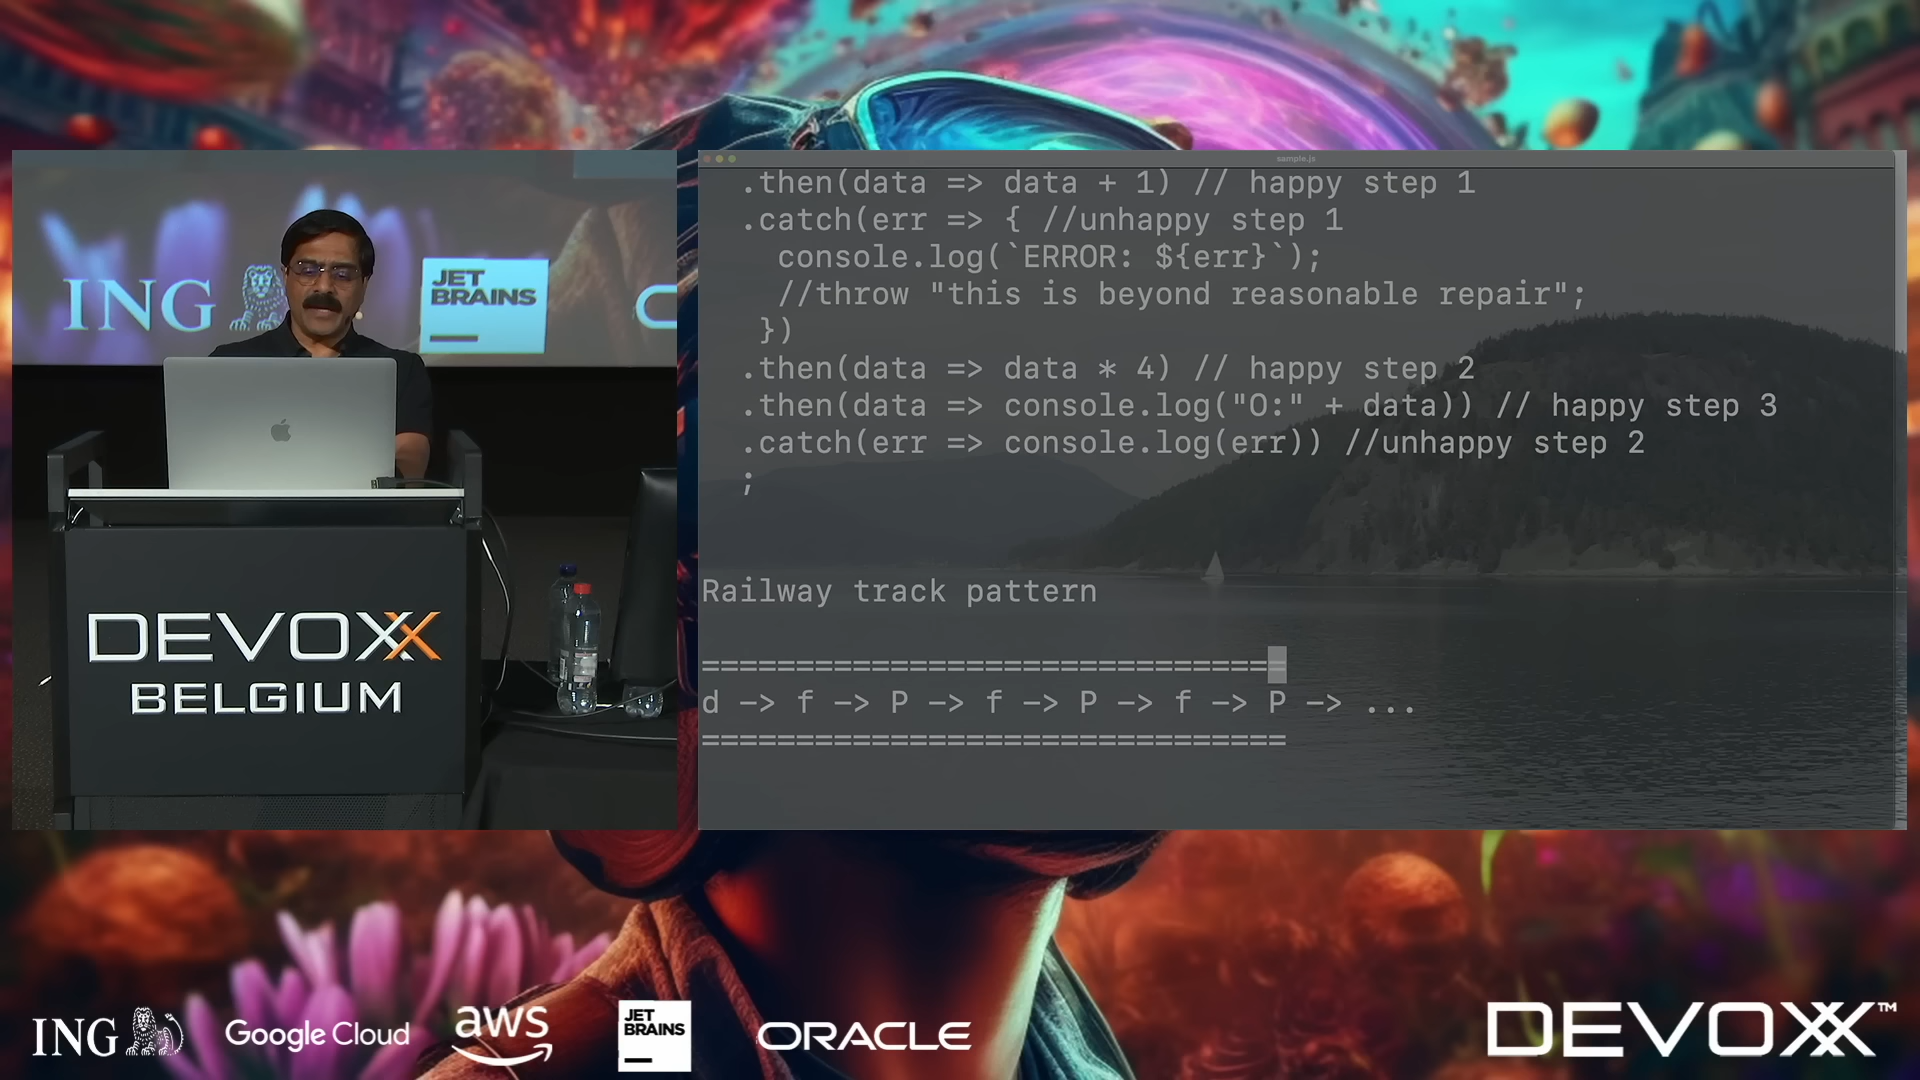 ING
JET
BRAINS
DEVOXX
BELGIUM
sample.js
.then(data => data + 1) // happy step 1
.catch(err => { //unhappy step 1
console.log(`ERROR: ${err}`);
//throw "this is beyond reasonable repair";
})
.then(data => data * 4) // happy step 2
.then(data => console.log("O:" + data)) // happy step 3
.catch(err => console.log(err)) //unhappy step 2
;
Railway track pattern
===============================
d -> f -> P -> f -> P -> f -> P -> ...
===============================
ING
Google Cloud
aws
JET
BRAINS
ORACLE
DEVOXX™